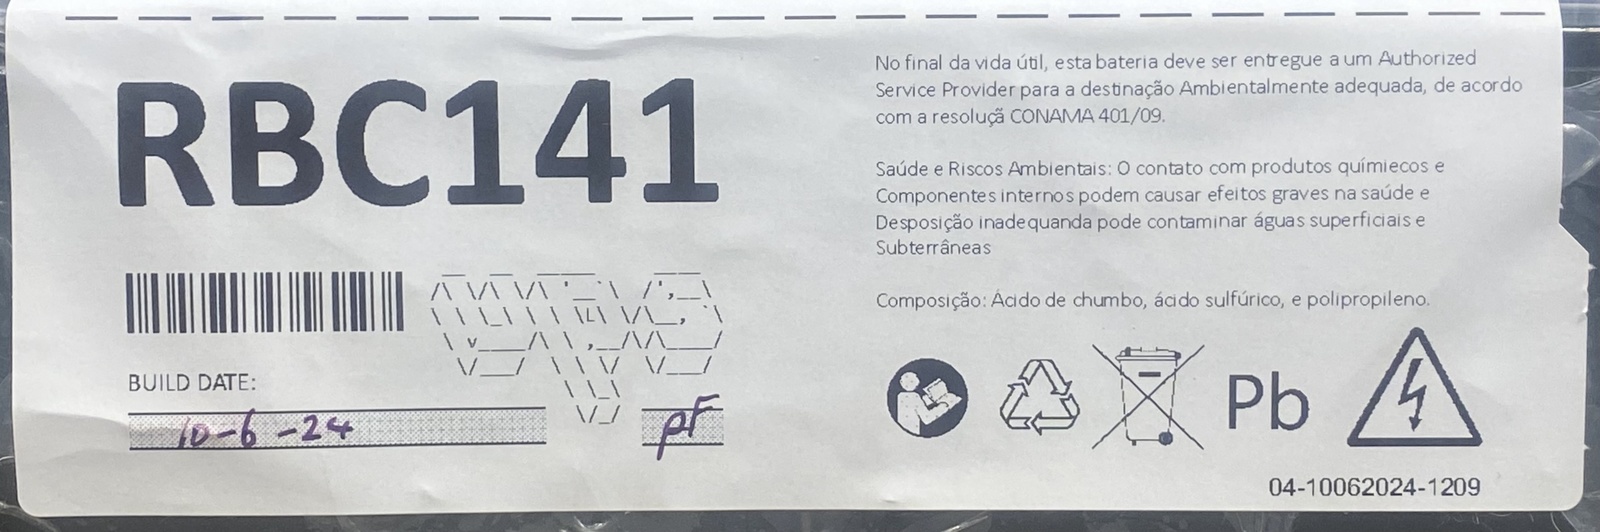 RBC141
BUILD DATE:
10-6-24
PF
No final da vida útil, esta bateria deve ser entregue a um Authorized
Service Provider para a destinação Ambientalmente adequada, de acordo
com a resoluçã CONAMA 401/09.
Saúde e Riscos Ambientais: O contato com produtos químiecos e
Componentes internos podem causar efeitos graves na saúde e
Desposição inadequanda pode contaminar águas superficiais e
Subterrâneas
Composição: Ácido de chumbo, ácido sulfúrico, e polipropileno.
Pb
04-10062024-1209